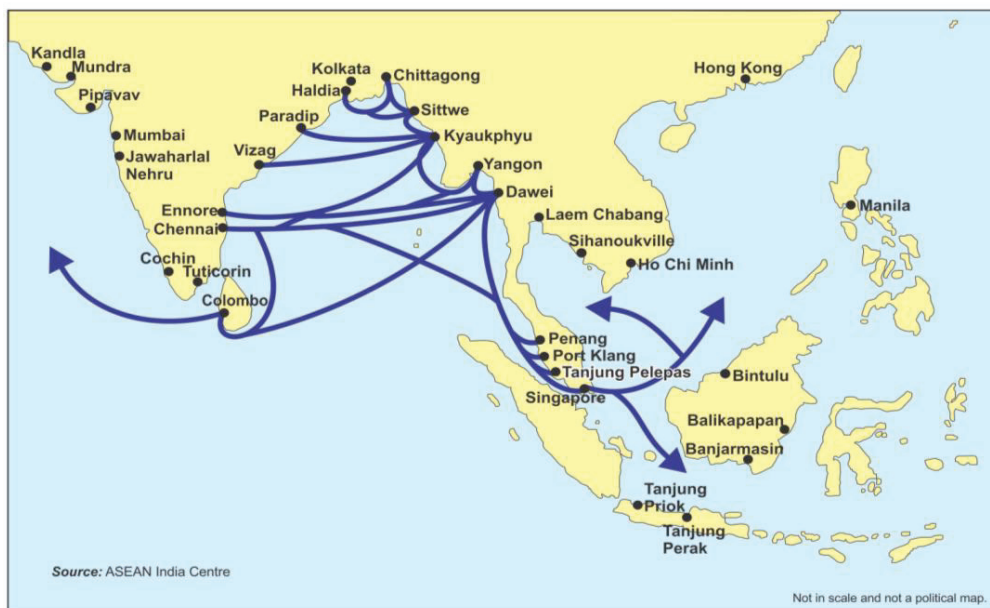 Kandla
Mundra
Pipavav
Mumbai
Jawaharlal
Nehru
Kolkata
Haldia
Paradip
Vizag
Ennore
Chennai
Cochin
Tuticorin
Colombo
Chittagong
Sittwe
Kyaukphyu
Yangon
Dawei
Laem Chabang
Sihanoukville
Ho Chi Minh
Hong Kong
Manila
Penang
Port Klang
Tanjung Pelepas
Singapore
Bintulu
Balikapapan
Banjarmasin
Tanjung
Priok
Tanjung
Perak
Source: ASEAN India Centre
Not in scale and not a political map.